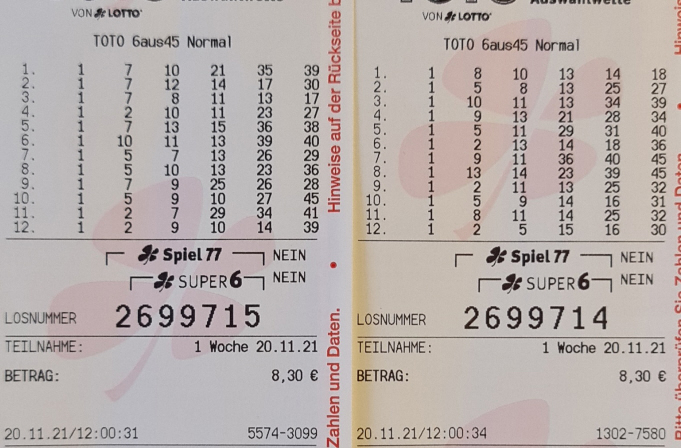 VON LOTTO
TOTO 6aus45 Normal
1. 1 7 10 21 35 39
2. 1 7 12 14 17 30
3. 1 7 8 11 13 17
4. 1 2 10 11 23 27
5. 1 7 13 15 36 38
6. 1 10 11 13 39 40
7. 1 5 7 13 26 29
8. 1 5 10 13 23 36
9. 1 7 9 25 26 28
10. 1 5 9 10 27 45
11. 1 2 7 29 34 41
12. 1 2 9 10 14 39
Spiel 77 NEIN
SUPER 6 NEIN
LOSNUMMER 2699715
TEILNAHME: 1 Woche 20.11.21
BETRAG: 8,30 €
20.11.21/12:00:31 5574-3099
Hinweise auf der Rückseite
Zahlen und Daten.
Auswahlwette
VON LOTTO
TOTO 6aus45 Normal
1. 1 8 10 13 14 18
2. 1 5 8 13 25 27
3. 1 10 11 13 34 39
4. 1 9 13 21 28 34
5. 1 5 11 29 31 40
6. 1 2 13 14 18 36
7. 1 9 11 36 40 45
8. 1 13 14 23 39 45
9. 1 2 11 13 25 32
10. 1 5 9 14 16 31
11. 1 8 11 14 25 32
12. 1 2 5 15 16 30
Spiel 77 NEIN
SUPER 6 NEIN
LOSNUMMER 2699714
TEILNAHME: 1 Woche 20.11.21
BETRAG: 8,30 €
20.11.21/12:00:34 1302-7580
Hinweise
Bitte überprüfen Sie Zahlen und Daten